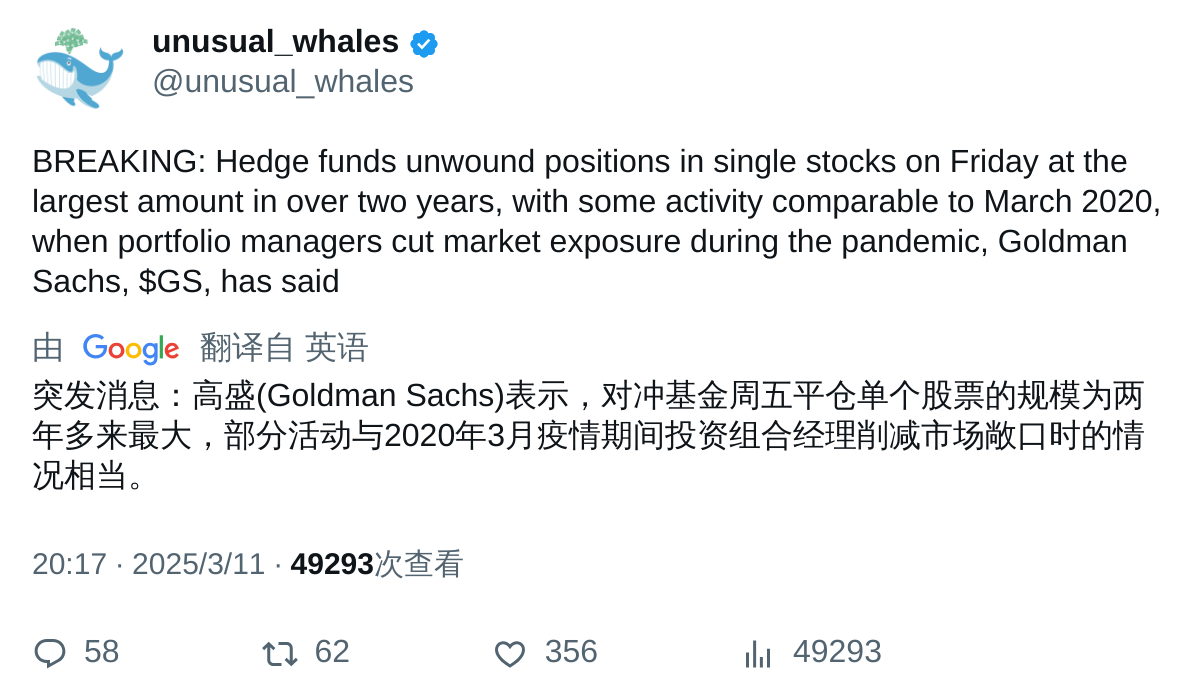 unusual_whales
@unusual_whales
BREAKING: Hedge funds unwound positions in single stocks on Friday at the
largest amount in over two years, with some activity comparable to March 2020,
when portfolio managers cut market exposure during the pandemic, Goldman
Sachs, $GS, has said
由 Google 翻译自 英语
突发消息：高盛(Goldman Sachs)表示，对冲基金周五平仓单个股票的规模为两
年多来最大，部分活动与2020年3月疫情期间投资组合经理削减市场敞口时的情
况相当。
20:17 · 2025/3/11 · 49293次查看
58 62 356 49293